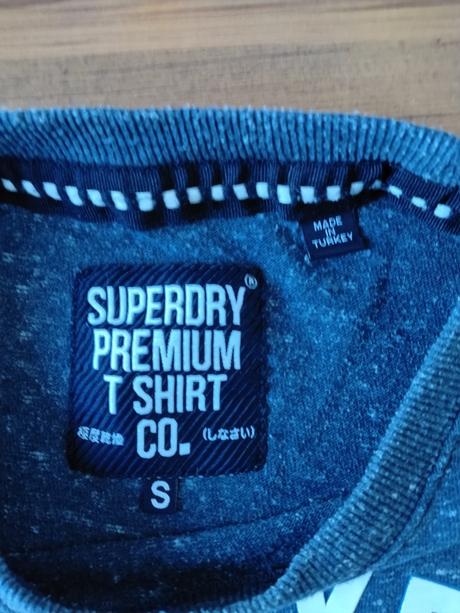 MADE
IN
TURKEY
SUPERDRY®
PREMIUM
T SHIRT
極度乾燥 CO. (しなさい)
S